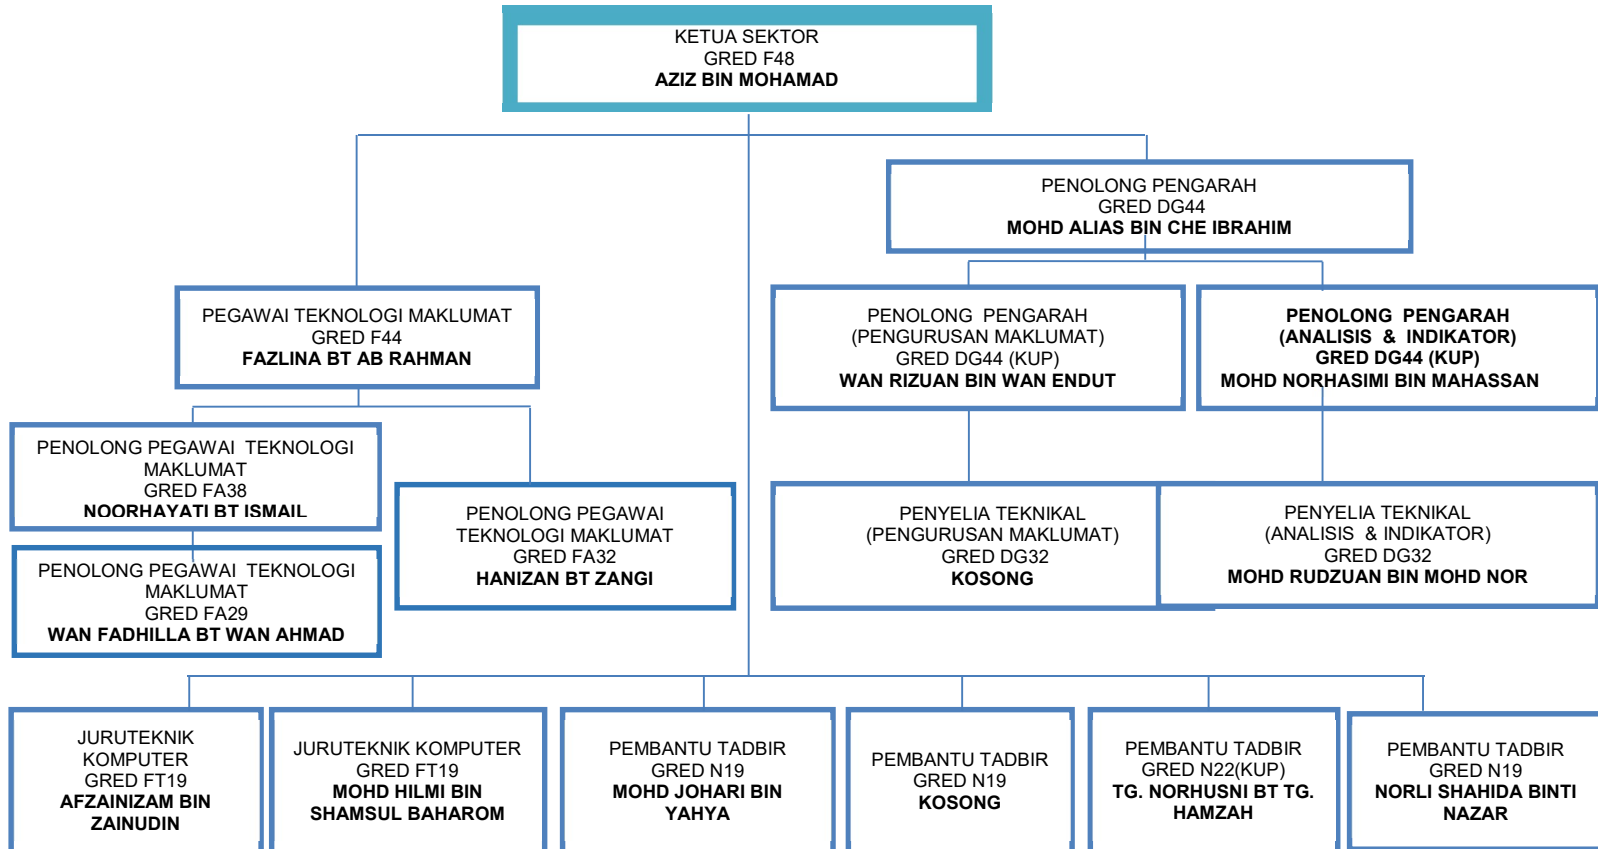 KETUA SEKTOR
GRED F48
AZIZ BIN MOHAMAD
PENOLONG PENGARAH
GRED DG44
MOHD ALIAS BIN CHE IBRAHIM
PEGAWAI TEKNOLOGI MAKLUMAT
GRED F44
FAZLINA BT AB RAHMAN
PENOLONG PENGARAH
(PENGURUSAN MAKLUMAT)
GRED DG44 (KUP)
WAN RIZUAN BIN WAN ENDUT
PENOLONG PENGARAH
(ANALISIS & INDIKATOR)
GRED DG44 (KUP)
MOHD NORHASIMI BIN MAHASSAN
PENOLONG PEGAWAI TEKNOLOGI
MAKLUMAT
GRED FA38
NOORHAYATI BT ISMAIL
PENOLONG PEGAWAI TEKNOLOGI
MAKLUMAT
GRED FA29
WAN FADHILLA BT WAN AHMAD
PENOLONG PEGAWAI
TEKNOLOGI MAKLUMAT
GRED FA32
HANIZAN BT ZANGI
PENYELIA TEKNIKAL
(PENGURUSAN MAKLUMAT)
GRED DG32
KOSONG
PENYELIA TEKNIKAL
(ANALISIS & INDIKATOR)
GRED DG32
MOHD RUDZUAN BIN MOHD NOR
JURUTEKNIK
KOMPUTER
GRED FT19
AFZAINIZAM BIN
ZAINUDIN
JURUTEKNIK KOMPUTER
GRED FT19
MOHD HILMI BIN
SHAMSUL BAHAROM
PEMBANTU TADBIR
GRED N19
MOHD JOHARI BIN
YAHYA
PEMBANTU TADBIR
GRED N19
KOSONG
PEMBANTU TADBIR
GRED N22(KUP)
TG. NORHUSNI BT TG.
HAMZAH
PEMBANTU TADBIR
GRED N19
NORLI SHAHIDA BINTI
NAZAR